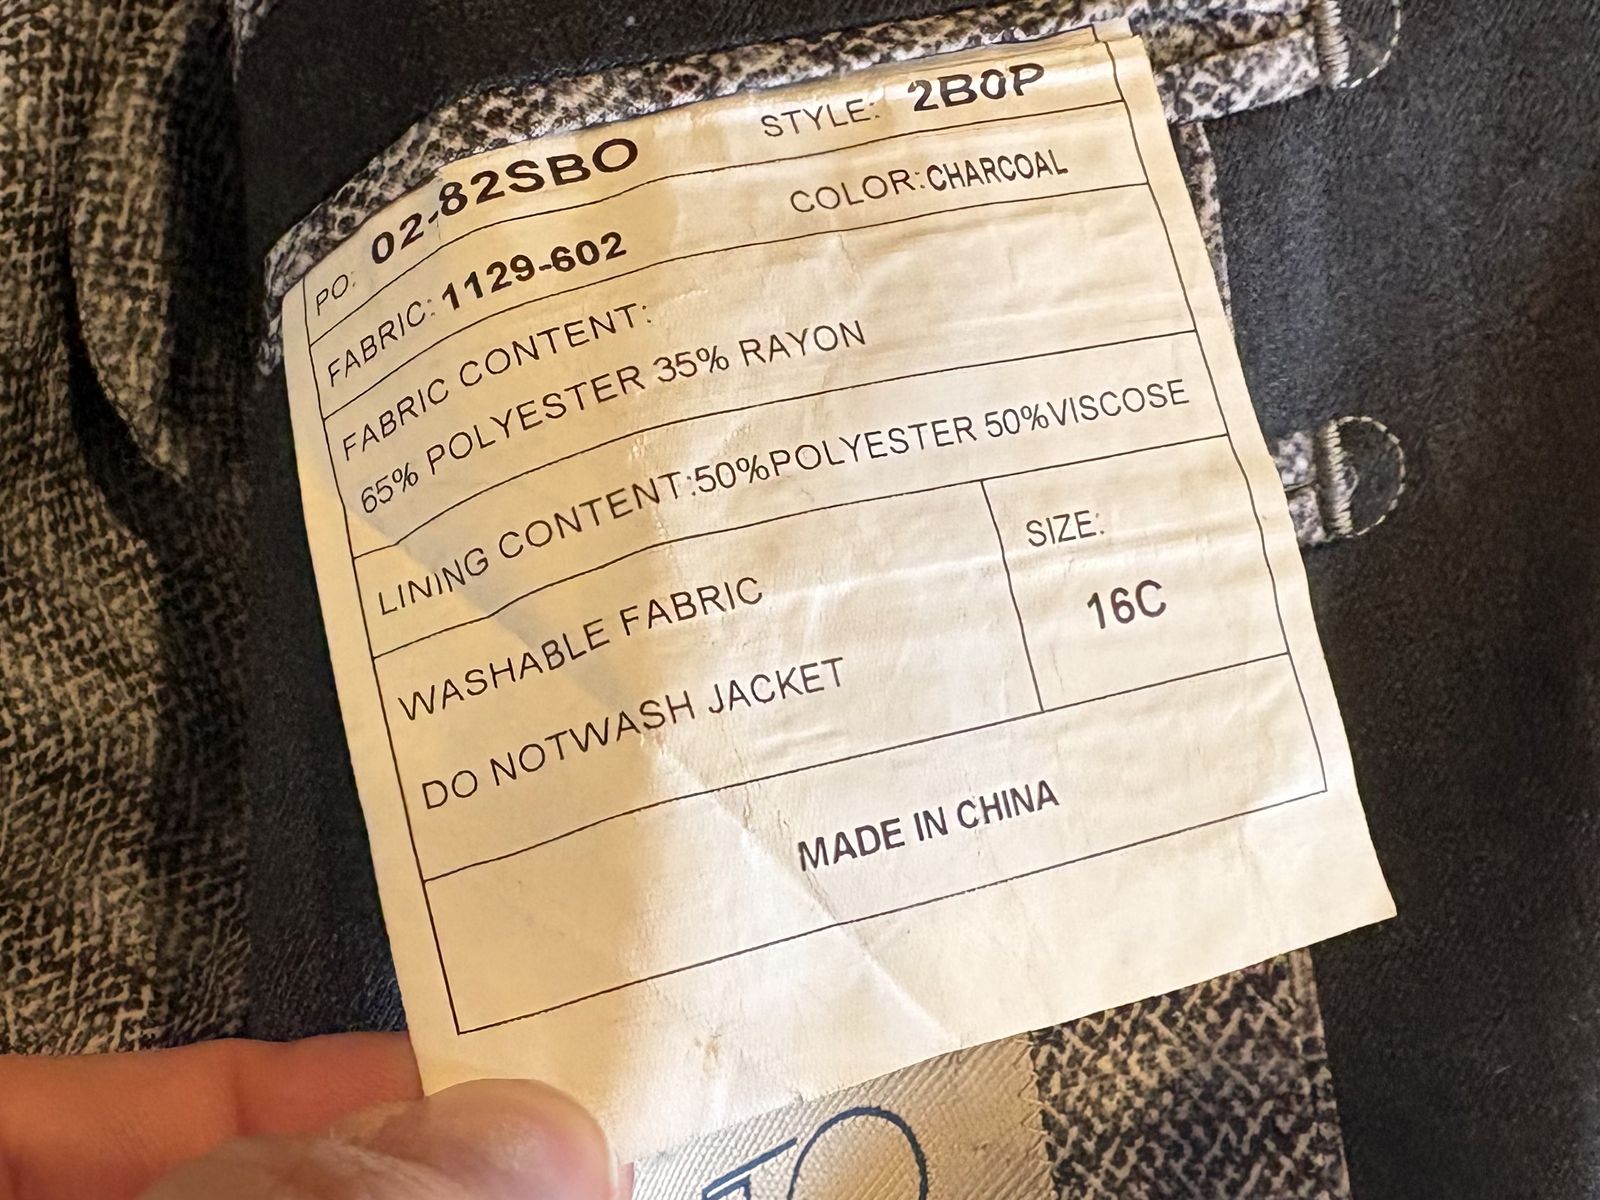 PO: 02-82SBO STYLE: 2B0P
FABRIC: 1129-602 COLOR:CHARCOAL
FABRIC CONTENT:
65% POLYESTER 35% RAYON
LINING CONTENT:50%POLYESTER 50%VISCOSE
WASHABLE FABRIC
DO NOTWASH JACKET
SIZE:
16C
MADE IN CHINA